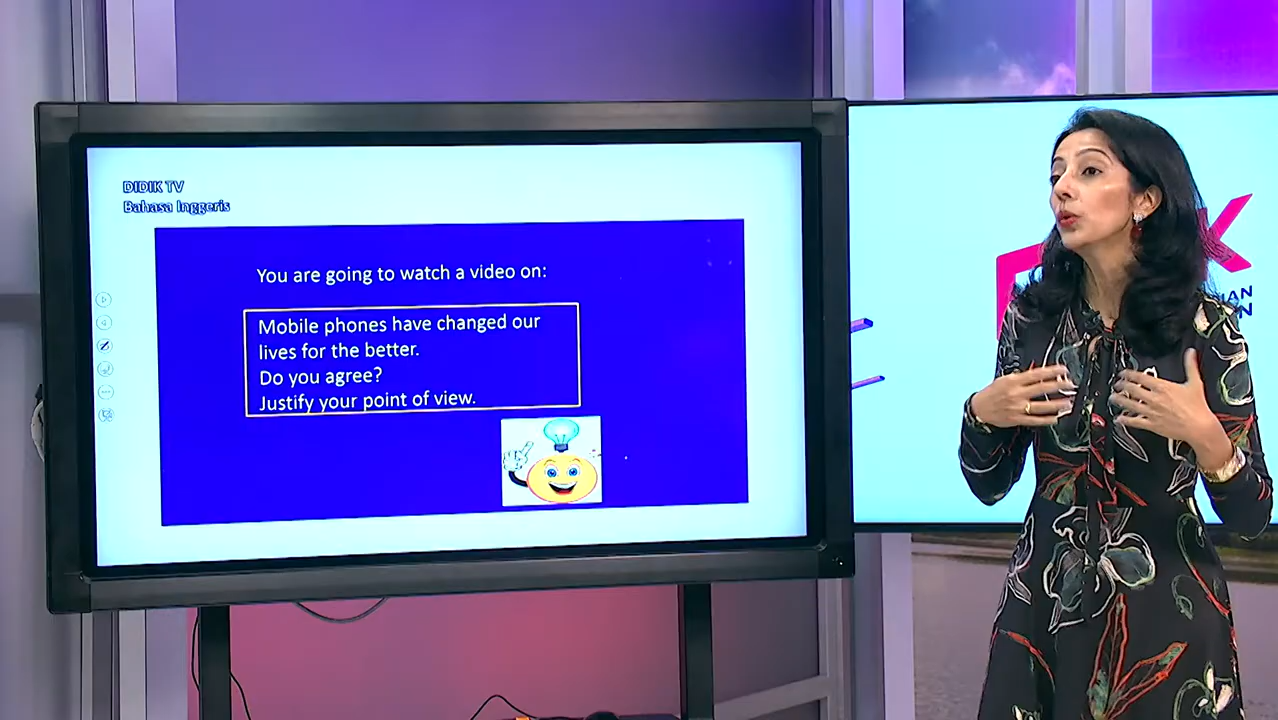 DIDIK TV
Bahasa Inggeris
You are going to watch a video on:
Mobile phones have changed our
lives for the better.
Do you agree?
Justify your point of view.
K